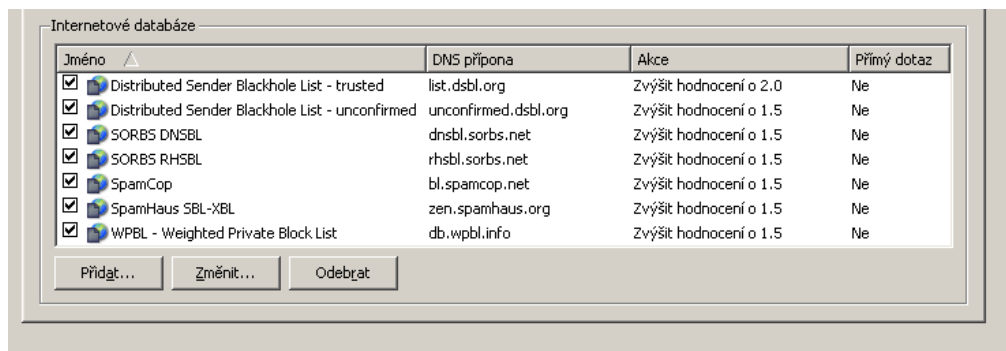 Internetové databáze
Jméno DNS přípona Akce Přímý dotaz
Distributed Sender Blackhole List - trusted list.dsbl.org Zvýšit hodnocení o 2.0 Ne
Distributed Sender Blackhole List - unconfirmed unconfirmed.dsbl.org Zvýšit hodnocení o 1.5 Ne
SORBS DNSBL dnsbl.sorbs.net Zvýšit hodnocení o 1.5 Ne
SORBS RHSBL rhsbl.sorbs.net Zvýšit hodnocení o 1.5 Ne
SpamCop bl.spamcop.net Zvýšit hodnocení o 1.5 Ne
SpamHaus SBL-XBL zen.spamhaus.org Zvýšit hodnocení o 1.5 Ne
WPBL - Weighted Private Block List db.wpbl.info Zvýšit hodnocení o 1.5 Ne
Přidat... Změnit... Odebrat